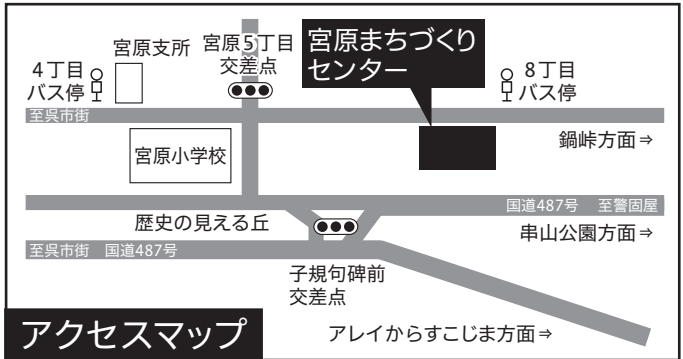 宮原支所
宮原5丁目
交差点
宮原まちづくり
センター
4丁目
バス停
8丁目
バス停
至呉市街
鍋峠方面⇒
宮原小学校
国道487号 至警固屋
歴史の見える丘
串山公園方面⇒
至呉市街 国道487号
子規句碑前
交差点
アクセスマップ
アレイからすこじま方面⇒